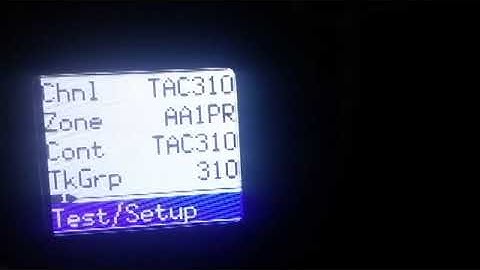 Chnl TAC310
Zone AA1PR
Cont TAC310
TkGrp 310
Test/Setup